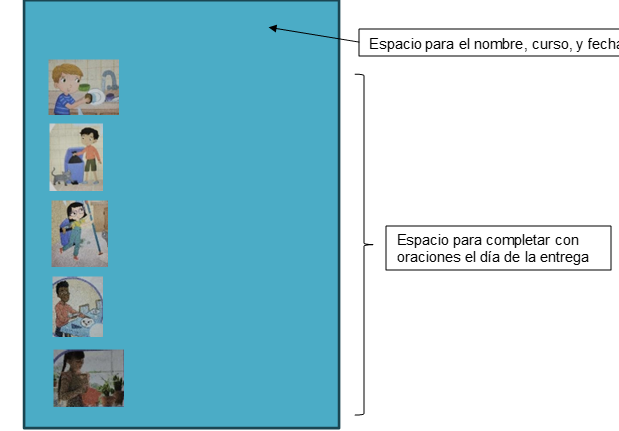 Espacio para el nombre, curso, y fecha
Espacio para completar con
oraciones el día de la entrega